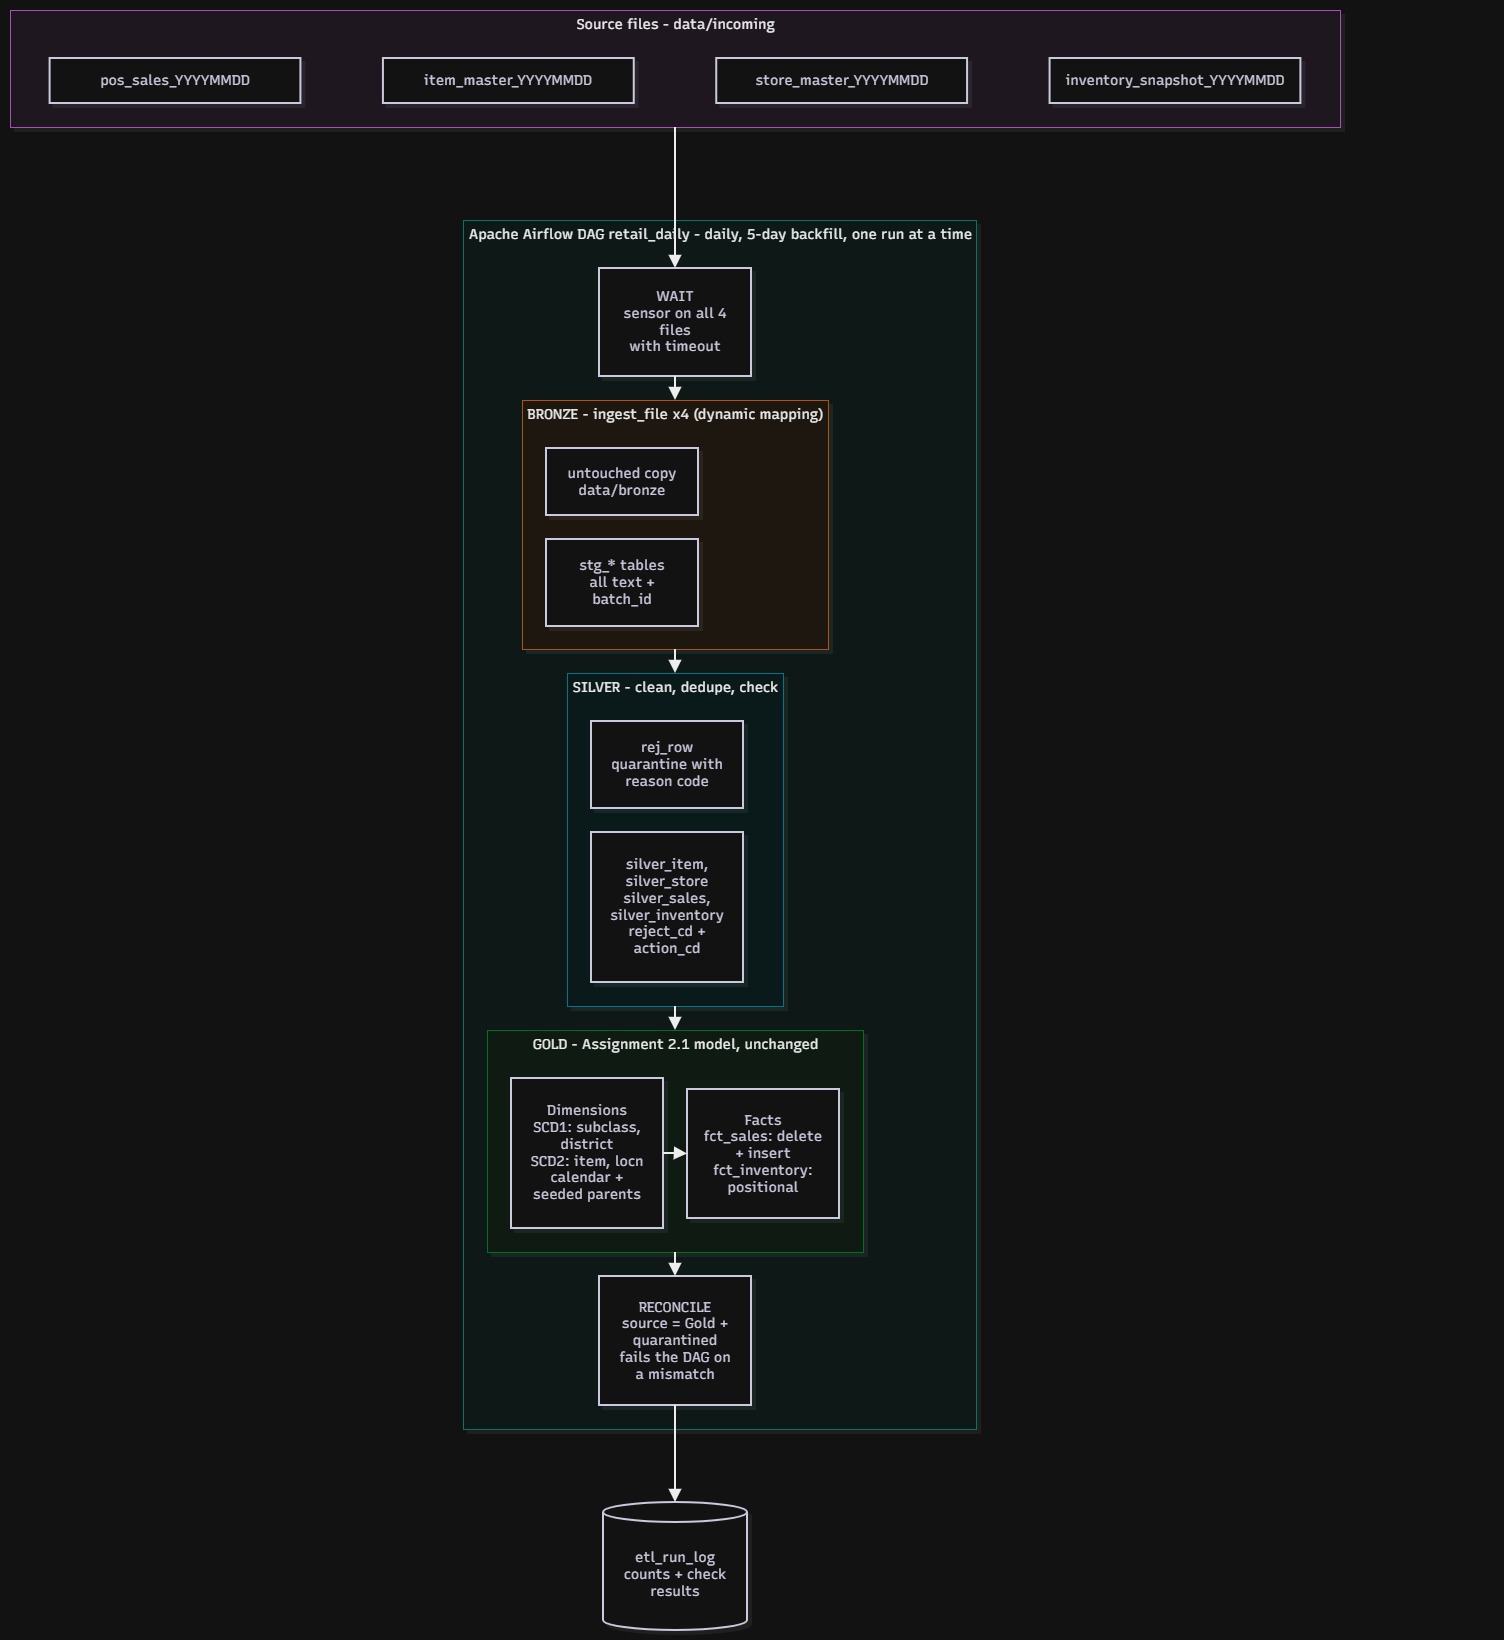 Source files - data/incoming
pos_sales_YYYYMMDD
item_master_YYYYMMDD
store_master_YYYYMMDD
inventory_snapshot_YYYYMMDD
Apache Airflow DAG retail_daily - daily, 5-day backfill, one run at a time
WAIT
sensor on all 4
files
with timeout
BRONZE - ingest_file x4 (dynamic mapping)
untouched copy
data/bronze
stg_* tables
all text +
batch_id
SILVER - clean, dedupe, check
rej_row
quarantine with
reason code
silver_item,
silver_store
silver_sales,
silver_inventory
reject_cd +
action_cd
GOLD - Assignment 2.1 model, unchanged
Dimensions
SCD1: subclass,
district
SCD2: item, locn
calendar +
seeded parents
Facts
fct_sales: delete
+ insert
fct_inventory:
positional
RECONCILE
source = Gold +
quarantined
fails the DAG on
a mismatch
etl_run_log
counts + check
results